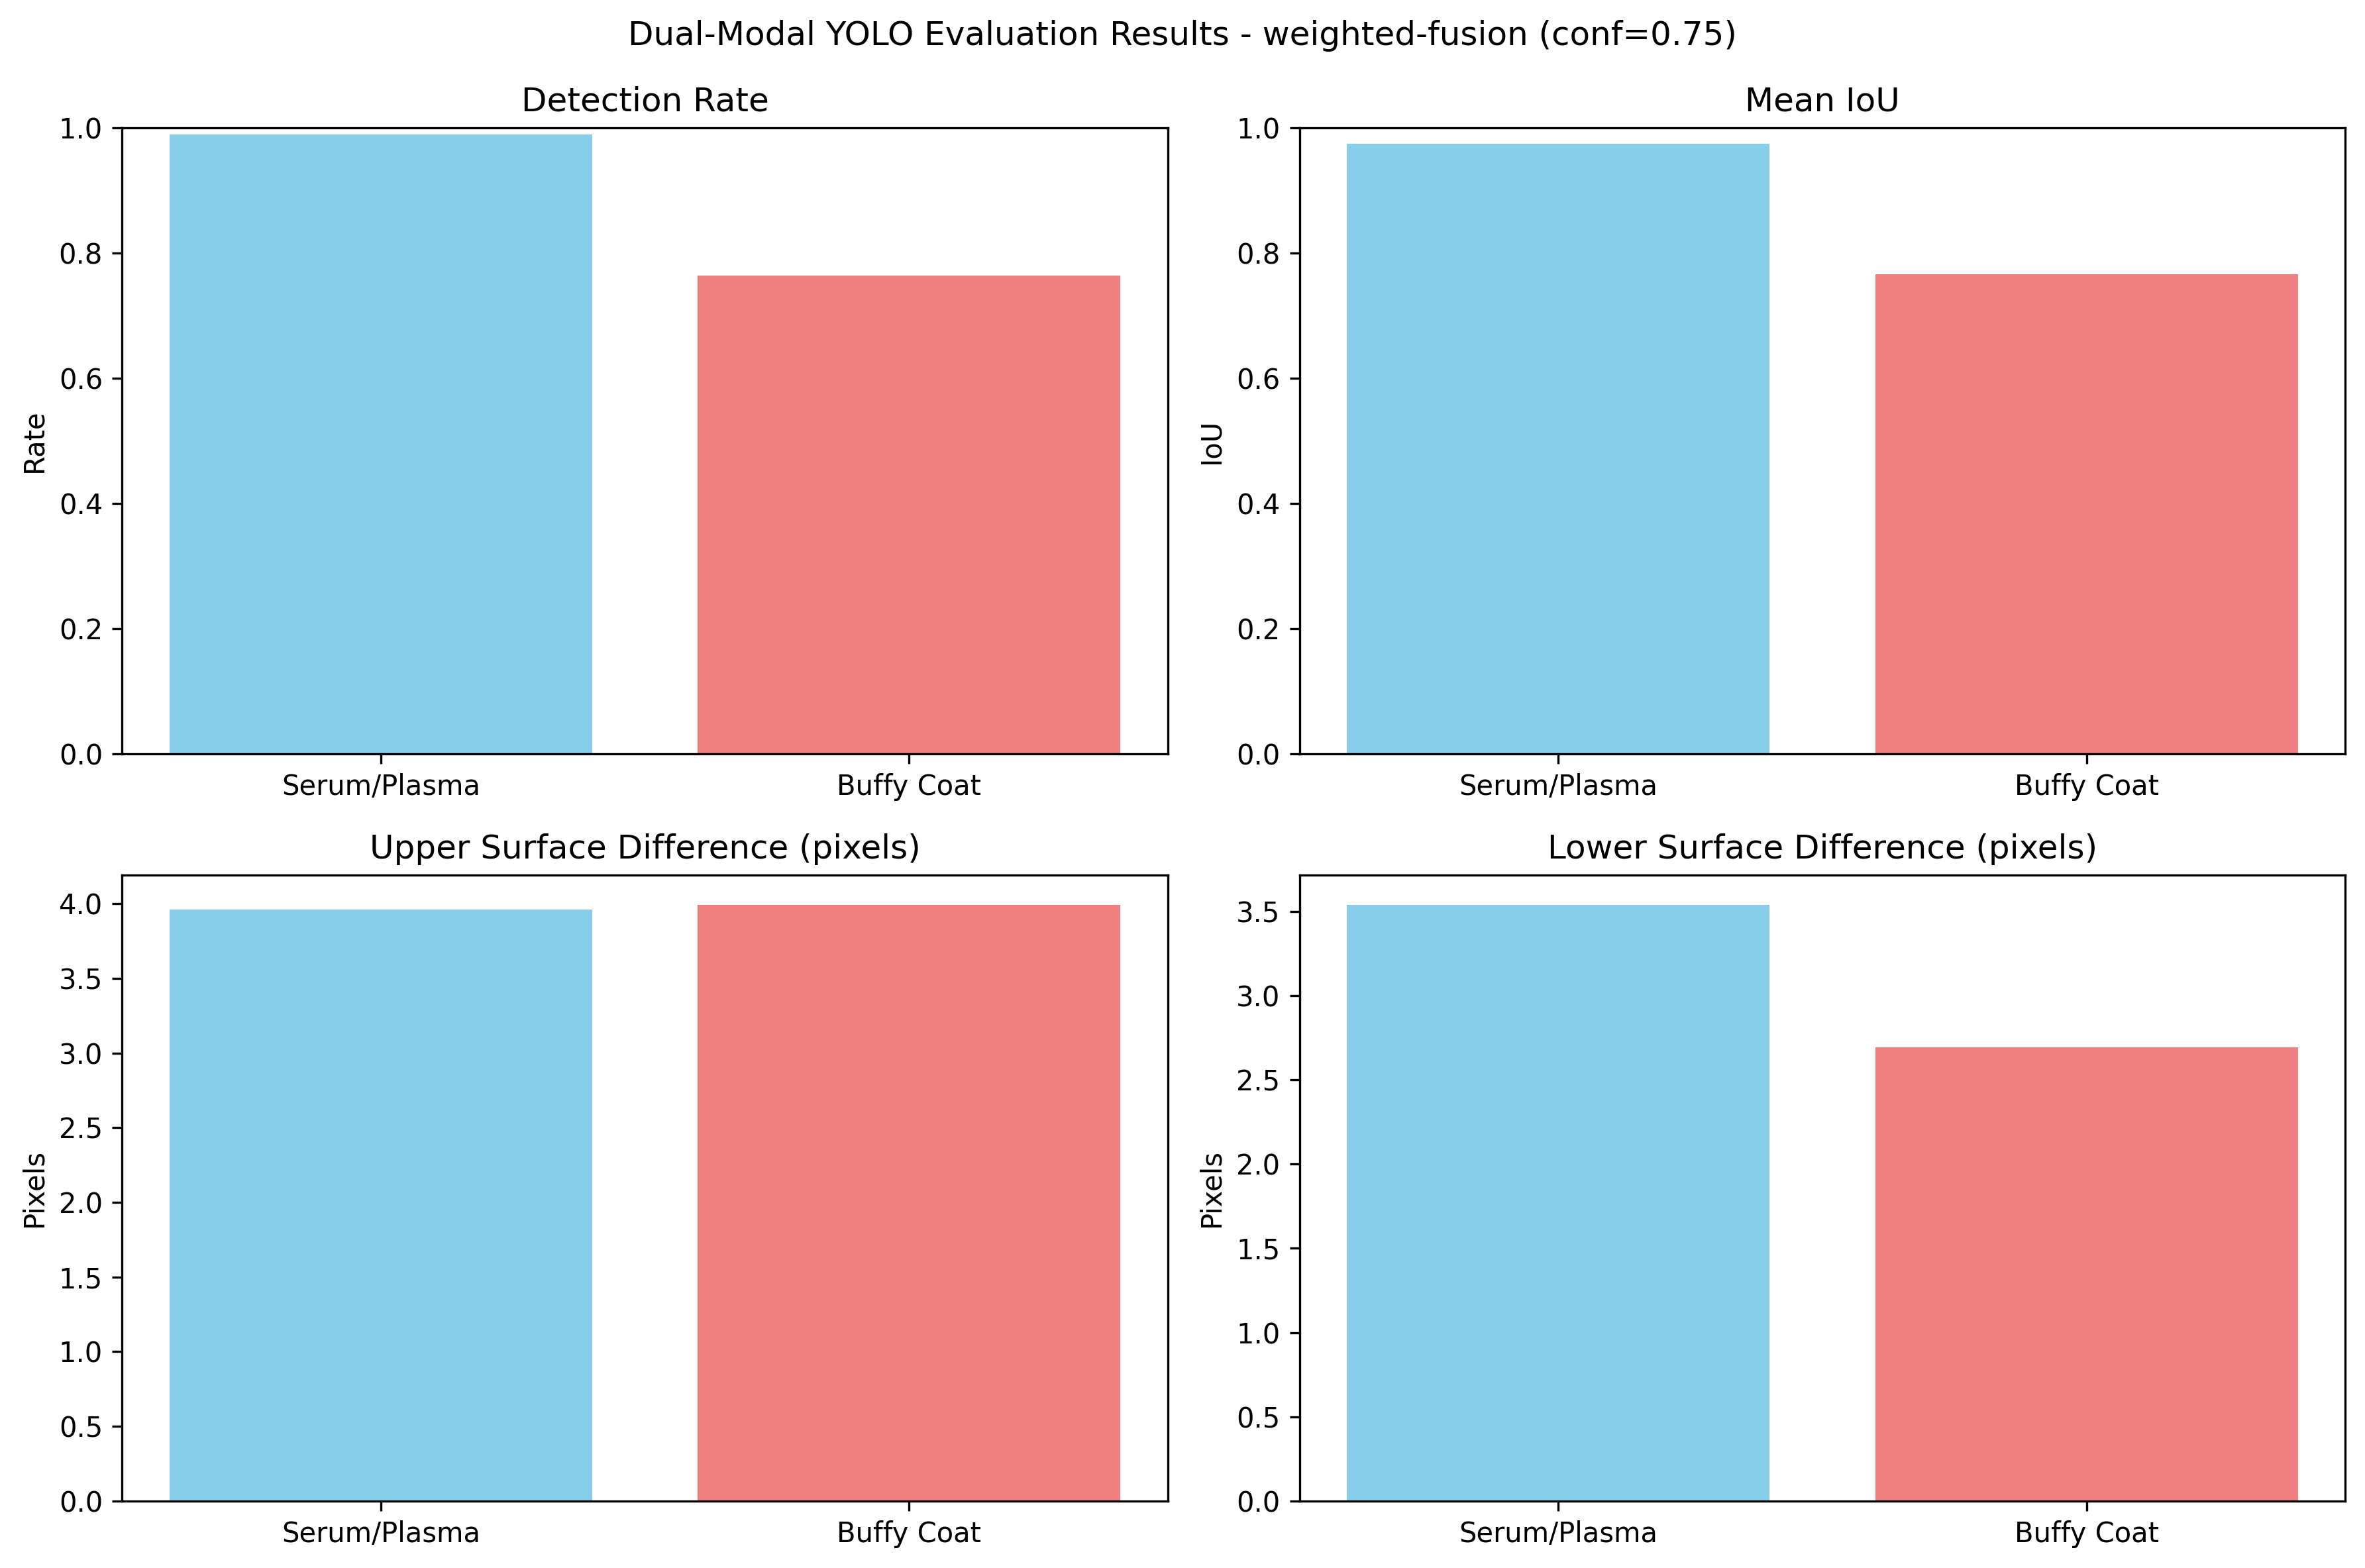 Dual-Modal YOLO Evaluation Results - weighted-fusion (conf=0.75)
Detection Rate
1.0
0.8
0.6
0.4
0.2
0.0
Rate
Serum/Plasma
Buffy Coat
Mean IoU
1.0
0.8
0.6
0.4
0.2
0.0
IoU
Serum/Plasma
Buffy Coat
Upper Surface Difference (pixels)
4.0
3.5
3.0
2.5
2.0
1.5
1.0
0.5
0.0
Pixels
Serum/Plasma
Buffy Coat
Lower Surface Difference (pixels)
3.5
3.0
2.5
2.0
1.5
1.0
0.5
0.0
Pixels
Serum/Plasma
Buffy Coat